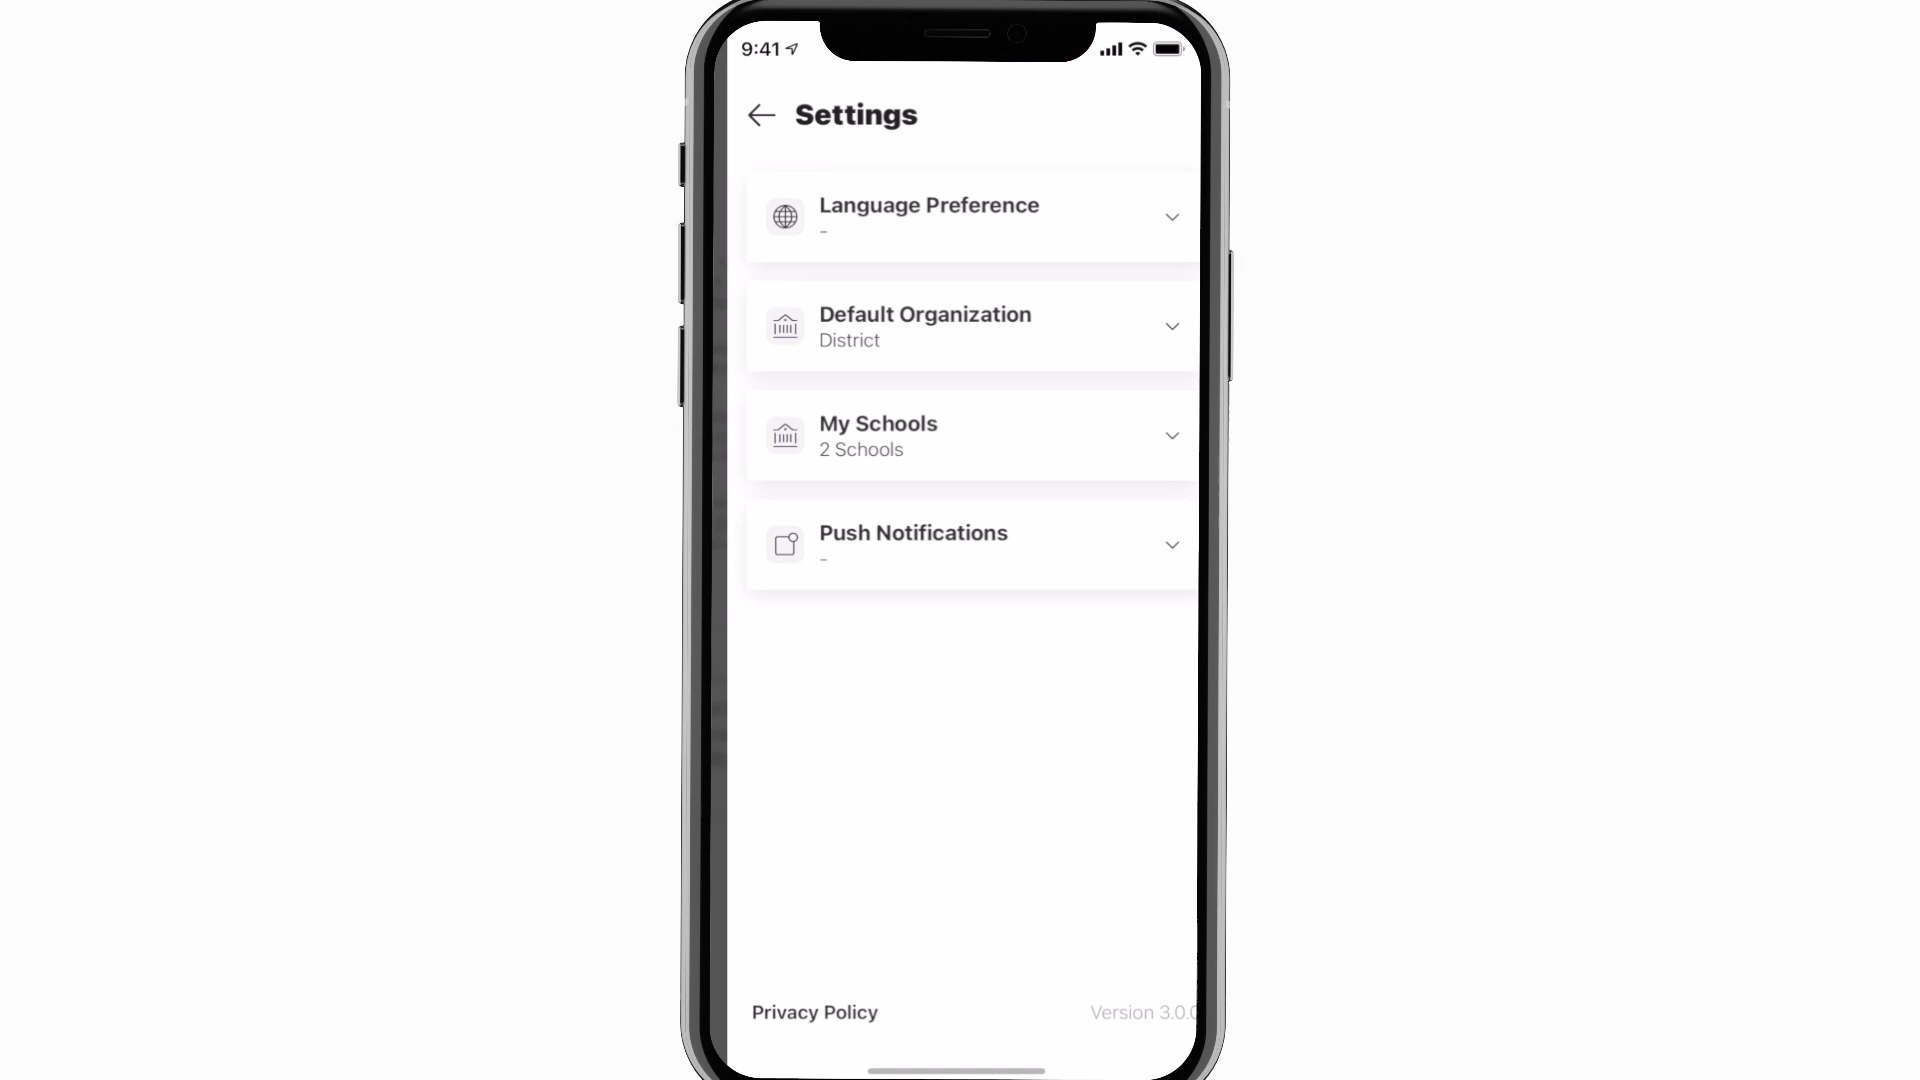 9:41
Settings
Language Preference
-
Default Organization
District
My Schools
2 Schools
Push Notifications
-
Privacy Policy
Version 3.0.0